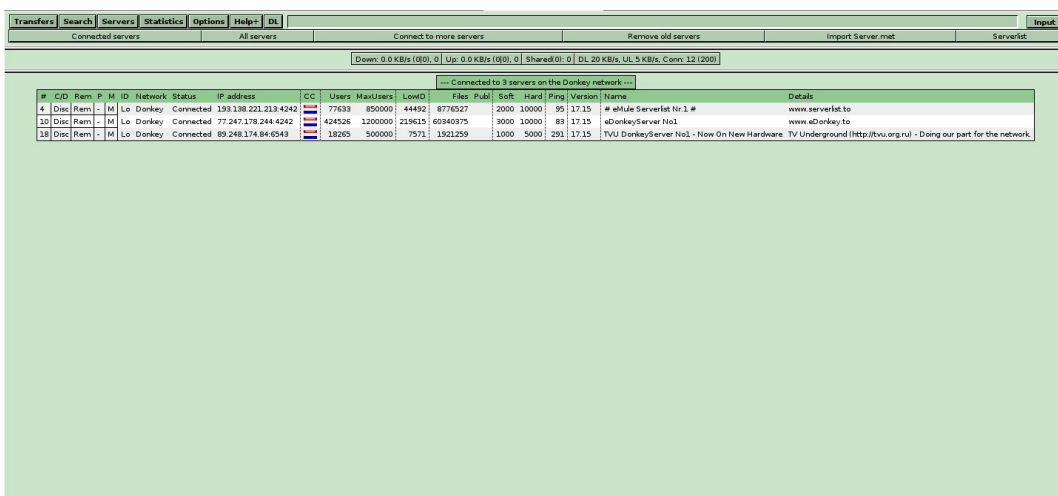 Transfers Search Servers Statistics Options Help+ DL Input
Connected servers All servers Connect to more servers Remove old servers Import Server.met Serverlist
Down: 0.0 KB/s (0|0), 0 Up: 0.0 KB/s (0|0), 0 Shared(0): 0 DL 20 KB/s, UL 5 KB/s, Conn: 12 (200)
--- Connected to 3 servers on the Donkey network ---
# C/D Rem P M ID Network Status IP address CC Users MaxUsers LowID Files Publ Soft Hard Ping Version Name Details
4 Disc Rem - M Lo Donkey Connected 193.138.221.213:4242 77633 850000 44492 8776527 2000 10000 95 17.15 # eMule Serverlist Nr.1 # www.serverlist.to
10 Disc Rem - M Lo Donkey Connected 77.247.178.244:4242 424526 1200000 219615 60340375 3000 10000 83 17.15 eDonkeyServer No1 www.eDonkey.to
18 Disc Rem - M Lo Donkey Connected 89.248.174.84:6543 18265 500000 7571 1921259 1000 5000 291 17.15 TVU DonkeyServer No1 - Now On New Hardware TV Underground (http://tvu.org.ru) - Doing our part for the network.